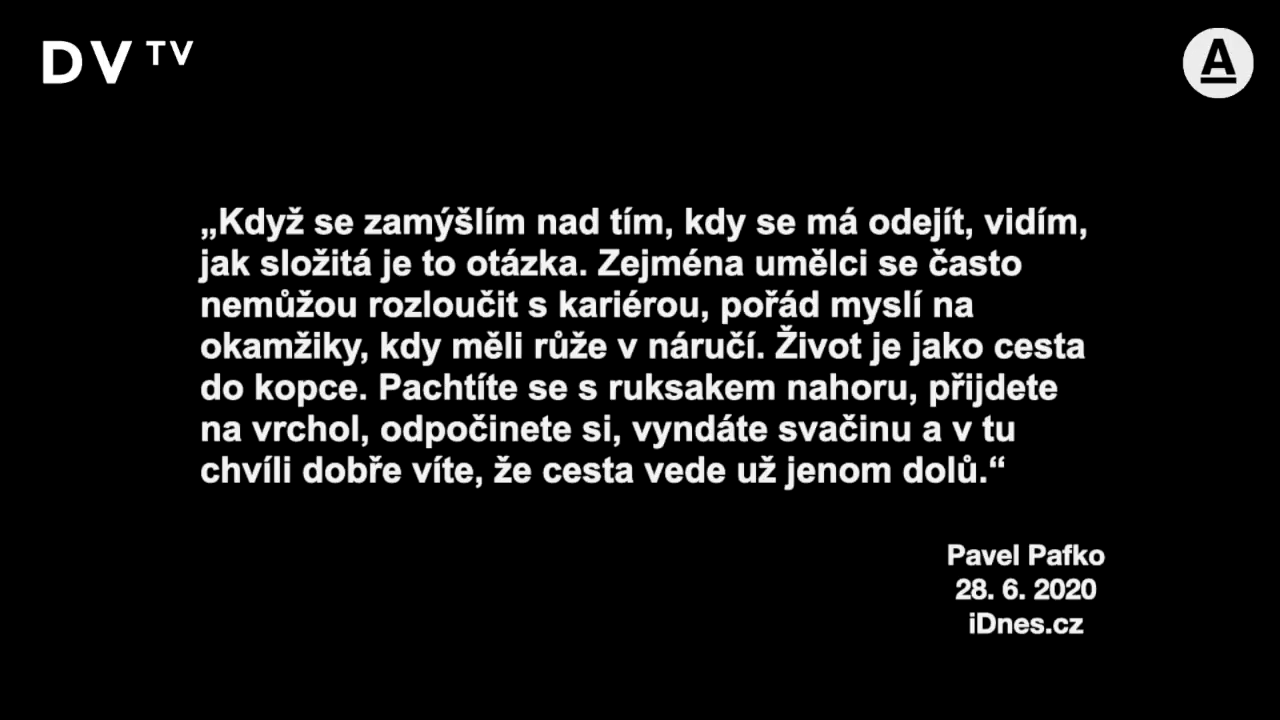 DV TV
A
„Když se zamýšlím nad tím, kdy se má odejít, vidím,
jak složitá je to otázka. Zejména umělci se často
nemůžou rozloučit s kariérou, pořád myslí na
okamžiky, kdy měli růže v náručí. Život je jako cesta
do kopce. Pachtíte se s ruksakem nahoru, přijdete
na vrchol, odpočinete si, vyndáte svačinu a v tu
chvíli dobře víte, že cesta vede už jenom dolů.“
Pavel Pafko
28. 6. 2020
iDnes.cz